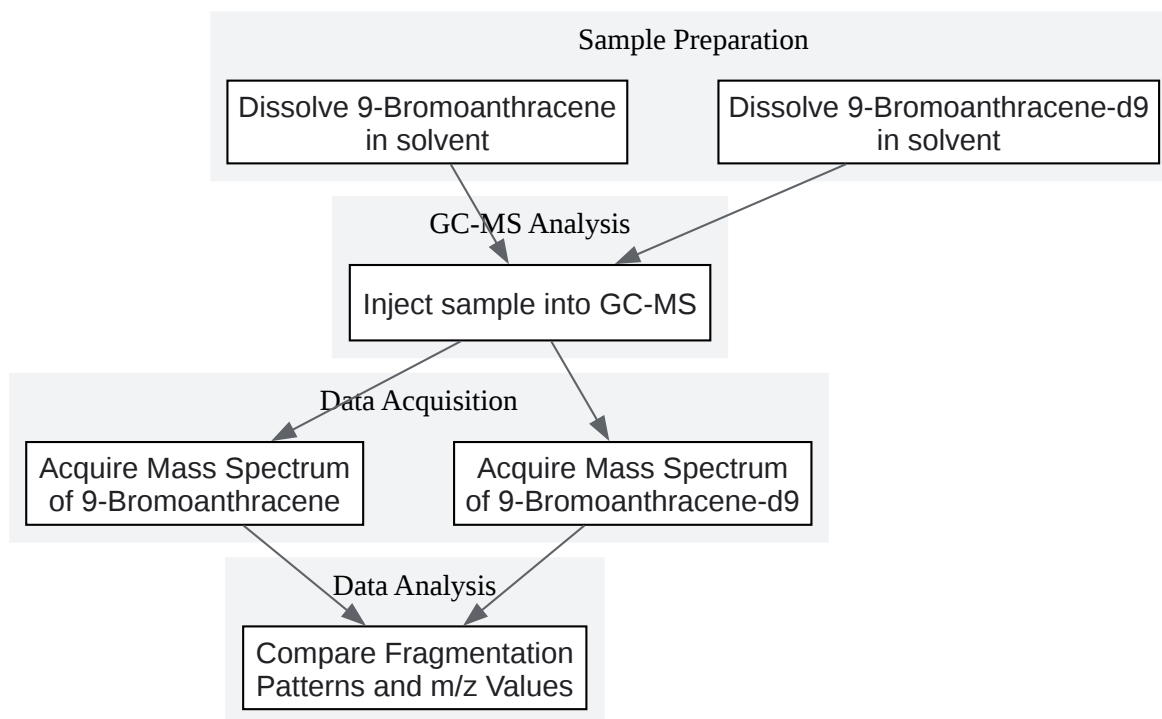 Sample Preparation
Dissolve 9-Bromoanthracene
in solvent
Dissolve 9-Bromoanthracene-d9
in solvent
GC-MS Analysis
Inject sample into GC-MS
Data Acquisition
Acquire Mass Spectrum
of 9-Bromoanthracene
Acquire Mass Spectrum
of 9-Bromoanthracene-d9
Data Analysis
Compare Fragmentation
Patterns and m/z Values